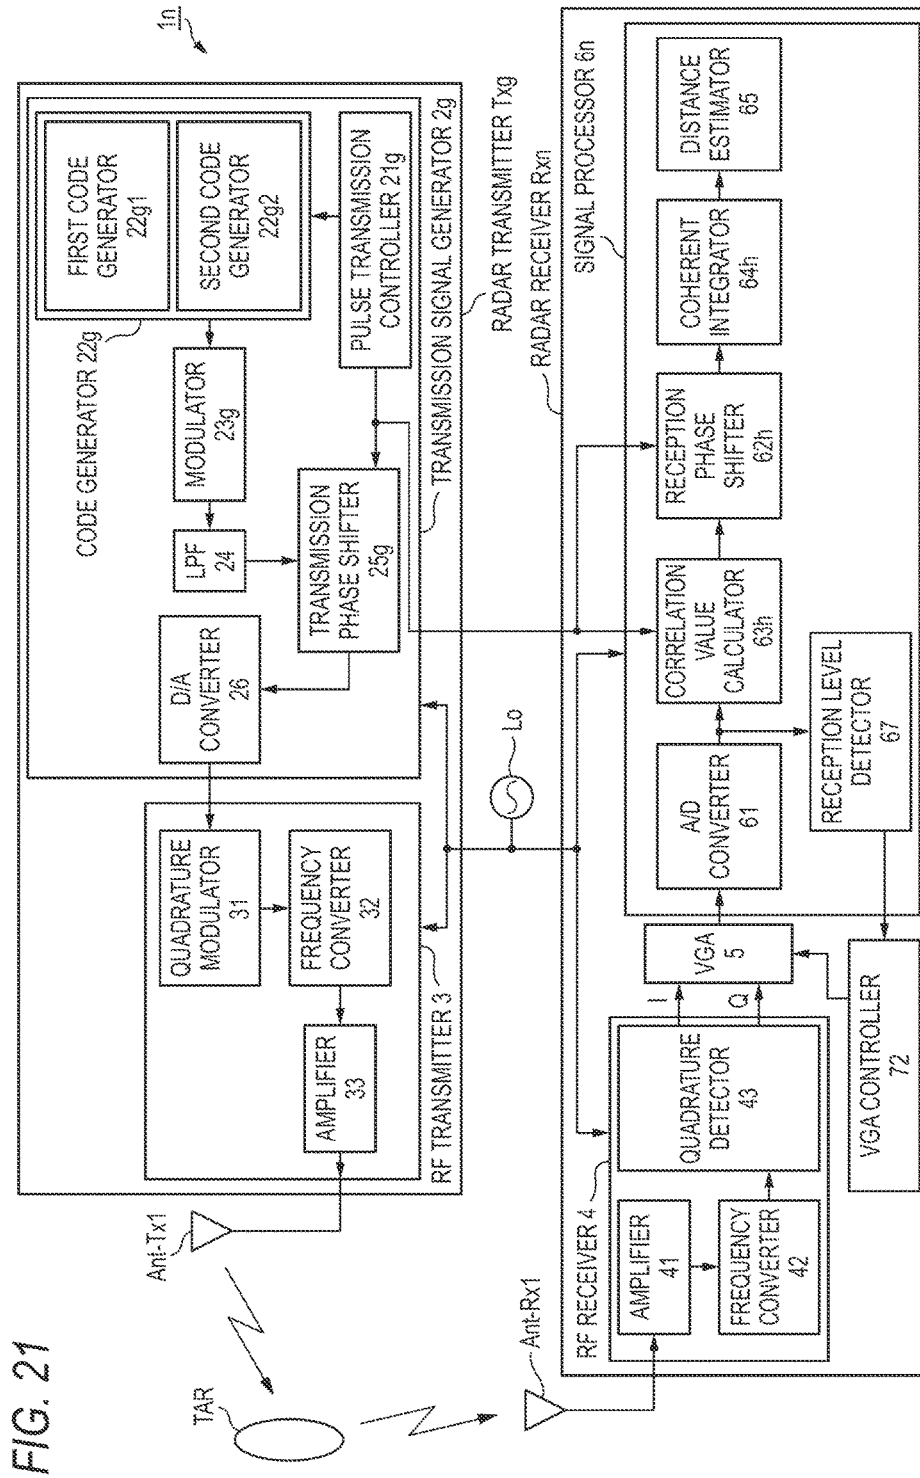 FIG. 21
1n
TAR
Ant-Tx1
Ant-Rx1
CODE GENERATOR 22g
FIRST CODE
GENERATOR
22g1
SECOND CODE
GENERATOR
22g2
MODULATOR
23g
LPF
24
PULSE TRANSMISSION
CONTROLLER 21g
TRANSMISSION
PHASE SHIFTER
25g
D/A
CONVERTER
26
TRANSMISSION SIGNAL GENERATOR 2g
RADAR TRANSMITTER Txg
QUADRATURE
MODULATOR
31
FREQUENCY
CONVERTER
32
AMPLIFIER
33
RF TRANSMITTER 3
Lo
RADAR RECEIVER Rxn
RF RECEIVER 4
AMPLIFIER
41
FREQUENCY
CONVERTER
42
QUADRATURE
DETECTOR
43
I
Q
VGA
5
VGA CONTROLLER
72
SIGNAL PROCESSOR 6n
A/D
CONVERTER
61
CORRELATION
VALUE
CALCULATOR
63h
RECEPTION
PHASE
SHIFTER
62h
COHERENT
INTEGRATOR
64h
DISTANCE
ESTIMATOR
65
RECEPTION LEVEL
DETECTOR
67